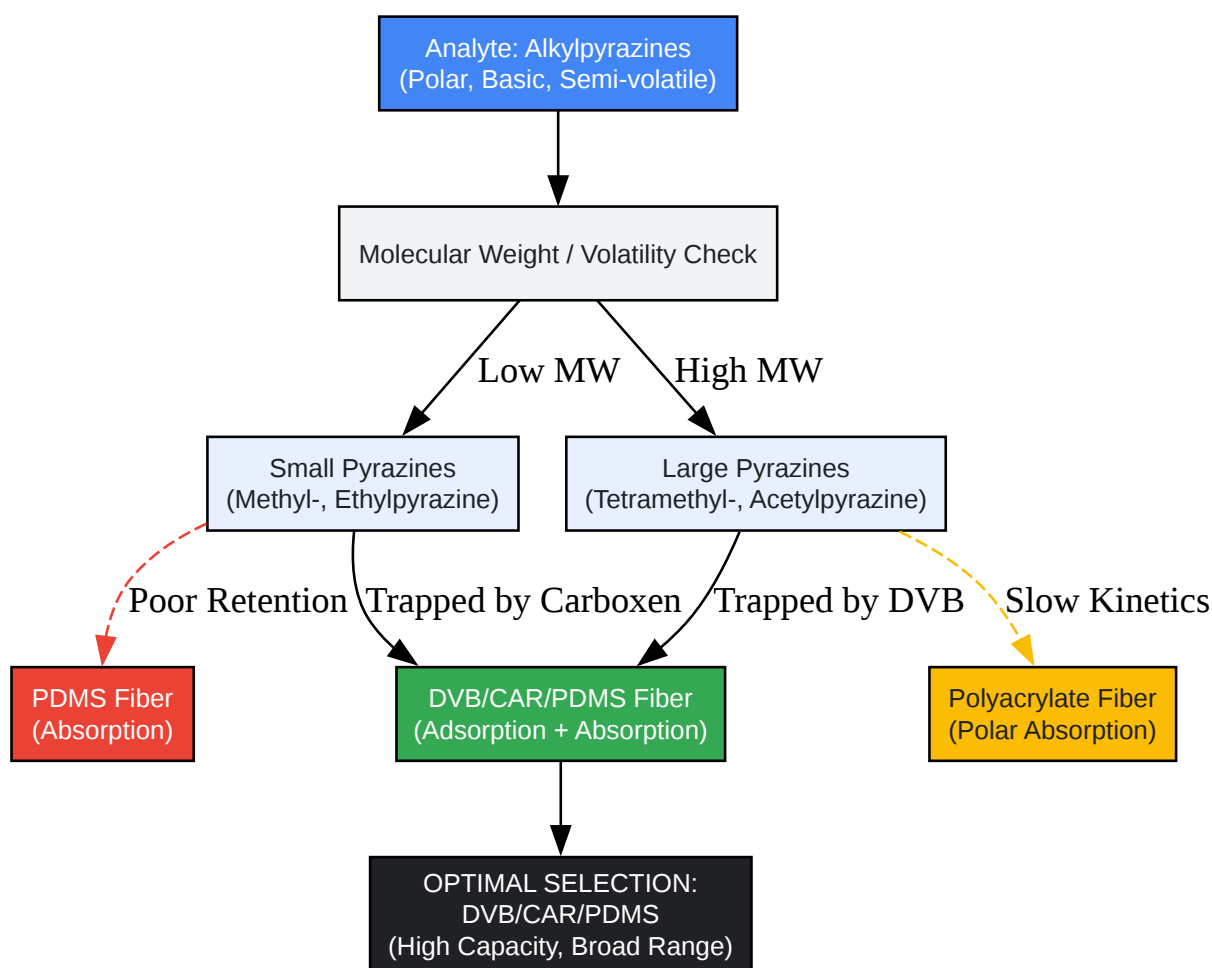 Analyte: Alkylpyrazines
(Polar, Basic, Semi-volatile)
Molecular Weight / Volatility Check
Low MW
High MW
Small Pyrazines
(Methyl-, Ethylpyrazine)
Large Pyrazines
(Tetramethyl-, Acetylpyrazine)
Poor Retention
Trapped by Carboxen
Trapped by DVB
Slow Kinetics
PDMS Fiber
(Absorption)
DVB/CAR/PDMS Fiber
(Adsorption + Absorption)
Polyacrylate Fiber
(Polar Absorption)
OPTIMAL SELECTION:
DVB/CAR/PDMS
(High Capacity, Broad Range)